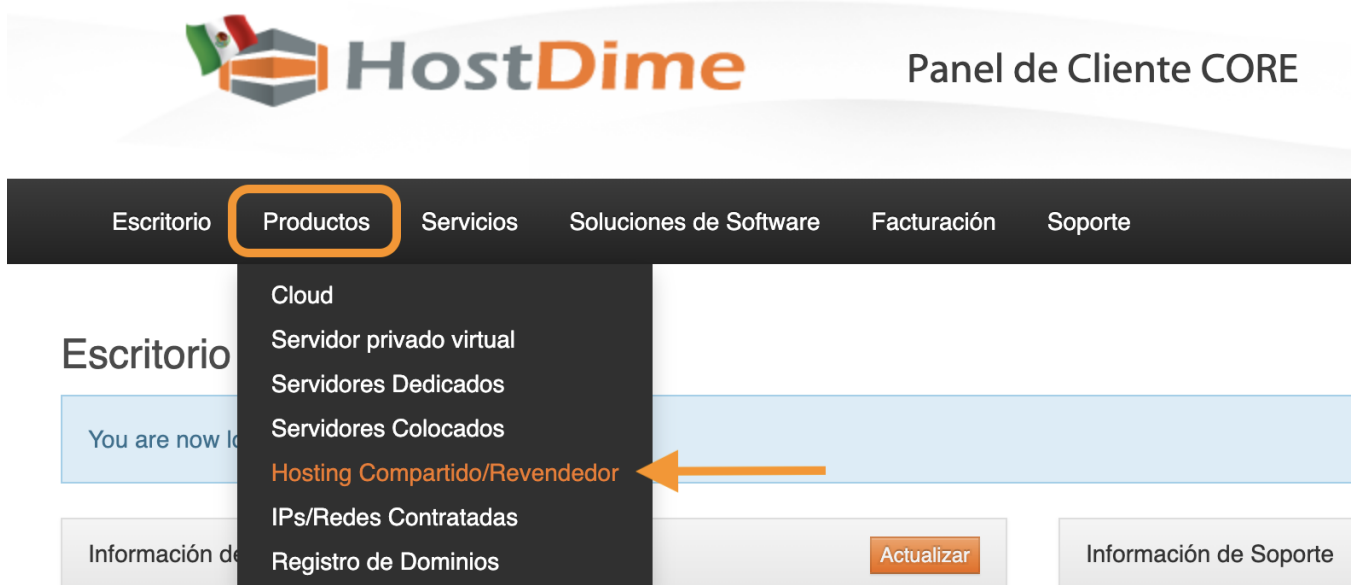 HostDime
Panel de Cliente CORE
Escritorio Productos Servicios Soluciones de Software Facturación Soporte
Cloud
Servidor privado virtual
Escritorio
Servidores Dedicados
Servidores Colocados
You are now
Hosting Compartido/Revendedor
IPs/Redes Contratadas
Información
Registro de Dominios
Actualizar
Información de Soporte